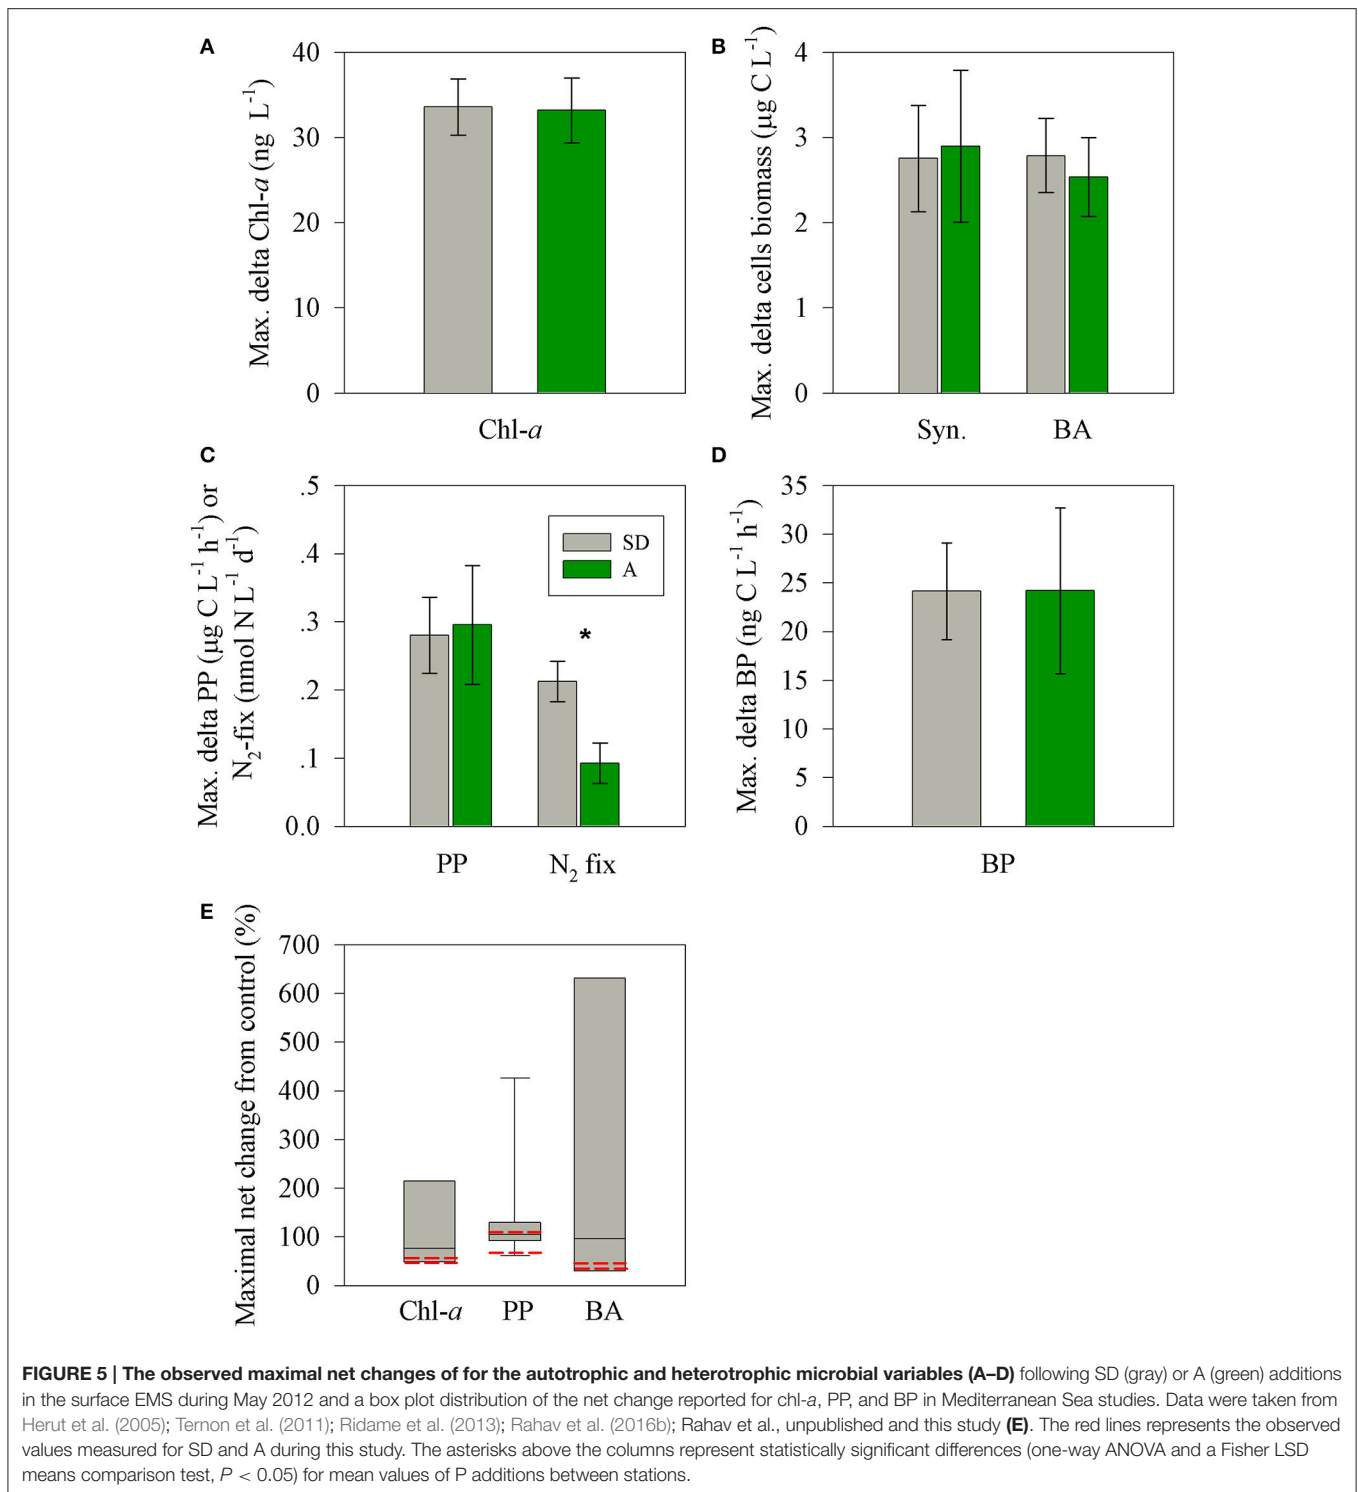 A
Max. delta Chl-a (ng L-1)
40
30
20
10
0
Chl-a
B
Max. delta cells biomass (µg C L-1)
4
3
2
1
0
Syn. BA
C
Max. delta PP (µg C L-1 h-1) or
N2-fix (nmol N L-1 d-1)
.5
.4
.3
.2
.1
0.0
SD
A
*
PP N2 fix
D
Max. delta BP (ng C L-1 h-1)
35
30
25
20
15
10
5
0
BP
E
Maximal net change from control (%)
700
600
500
400
300
200
100
0
Chl-a PP BA
FIGURE 5 | The observed maximal net changes of for the autotrophic and heterotrophic microbial variables (A–D) following SD (gray) or A (green) additions
in the surface EMS during May 2012 and a box plot distribution of the net change reported for chl-a, PP, and BP in Mediterranean Sea studies. Data were taken from
Herut et al. (2005); Ternon et al. (2011); Ridame et al. (2013); Rahav et al. (2016b); Rahav et al., unpublished and this study (E). The red lines represents the observed
values measured for SD and A during this study. The asterisks above the columns represent statistically significant differences (one-way ANOVA and a Fisher LSD
means comparison test, P < 0.05) for mean values of P additions between stations.